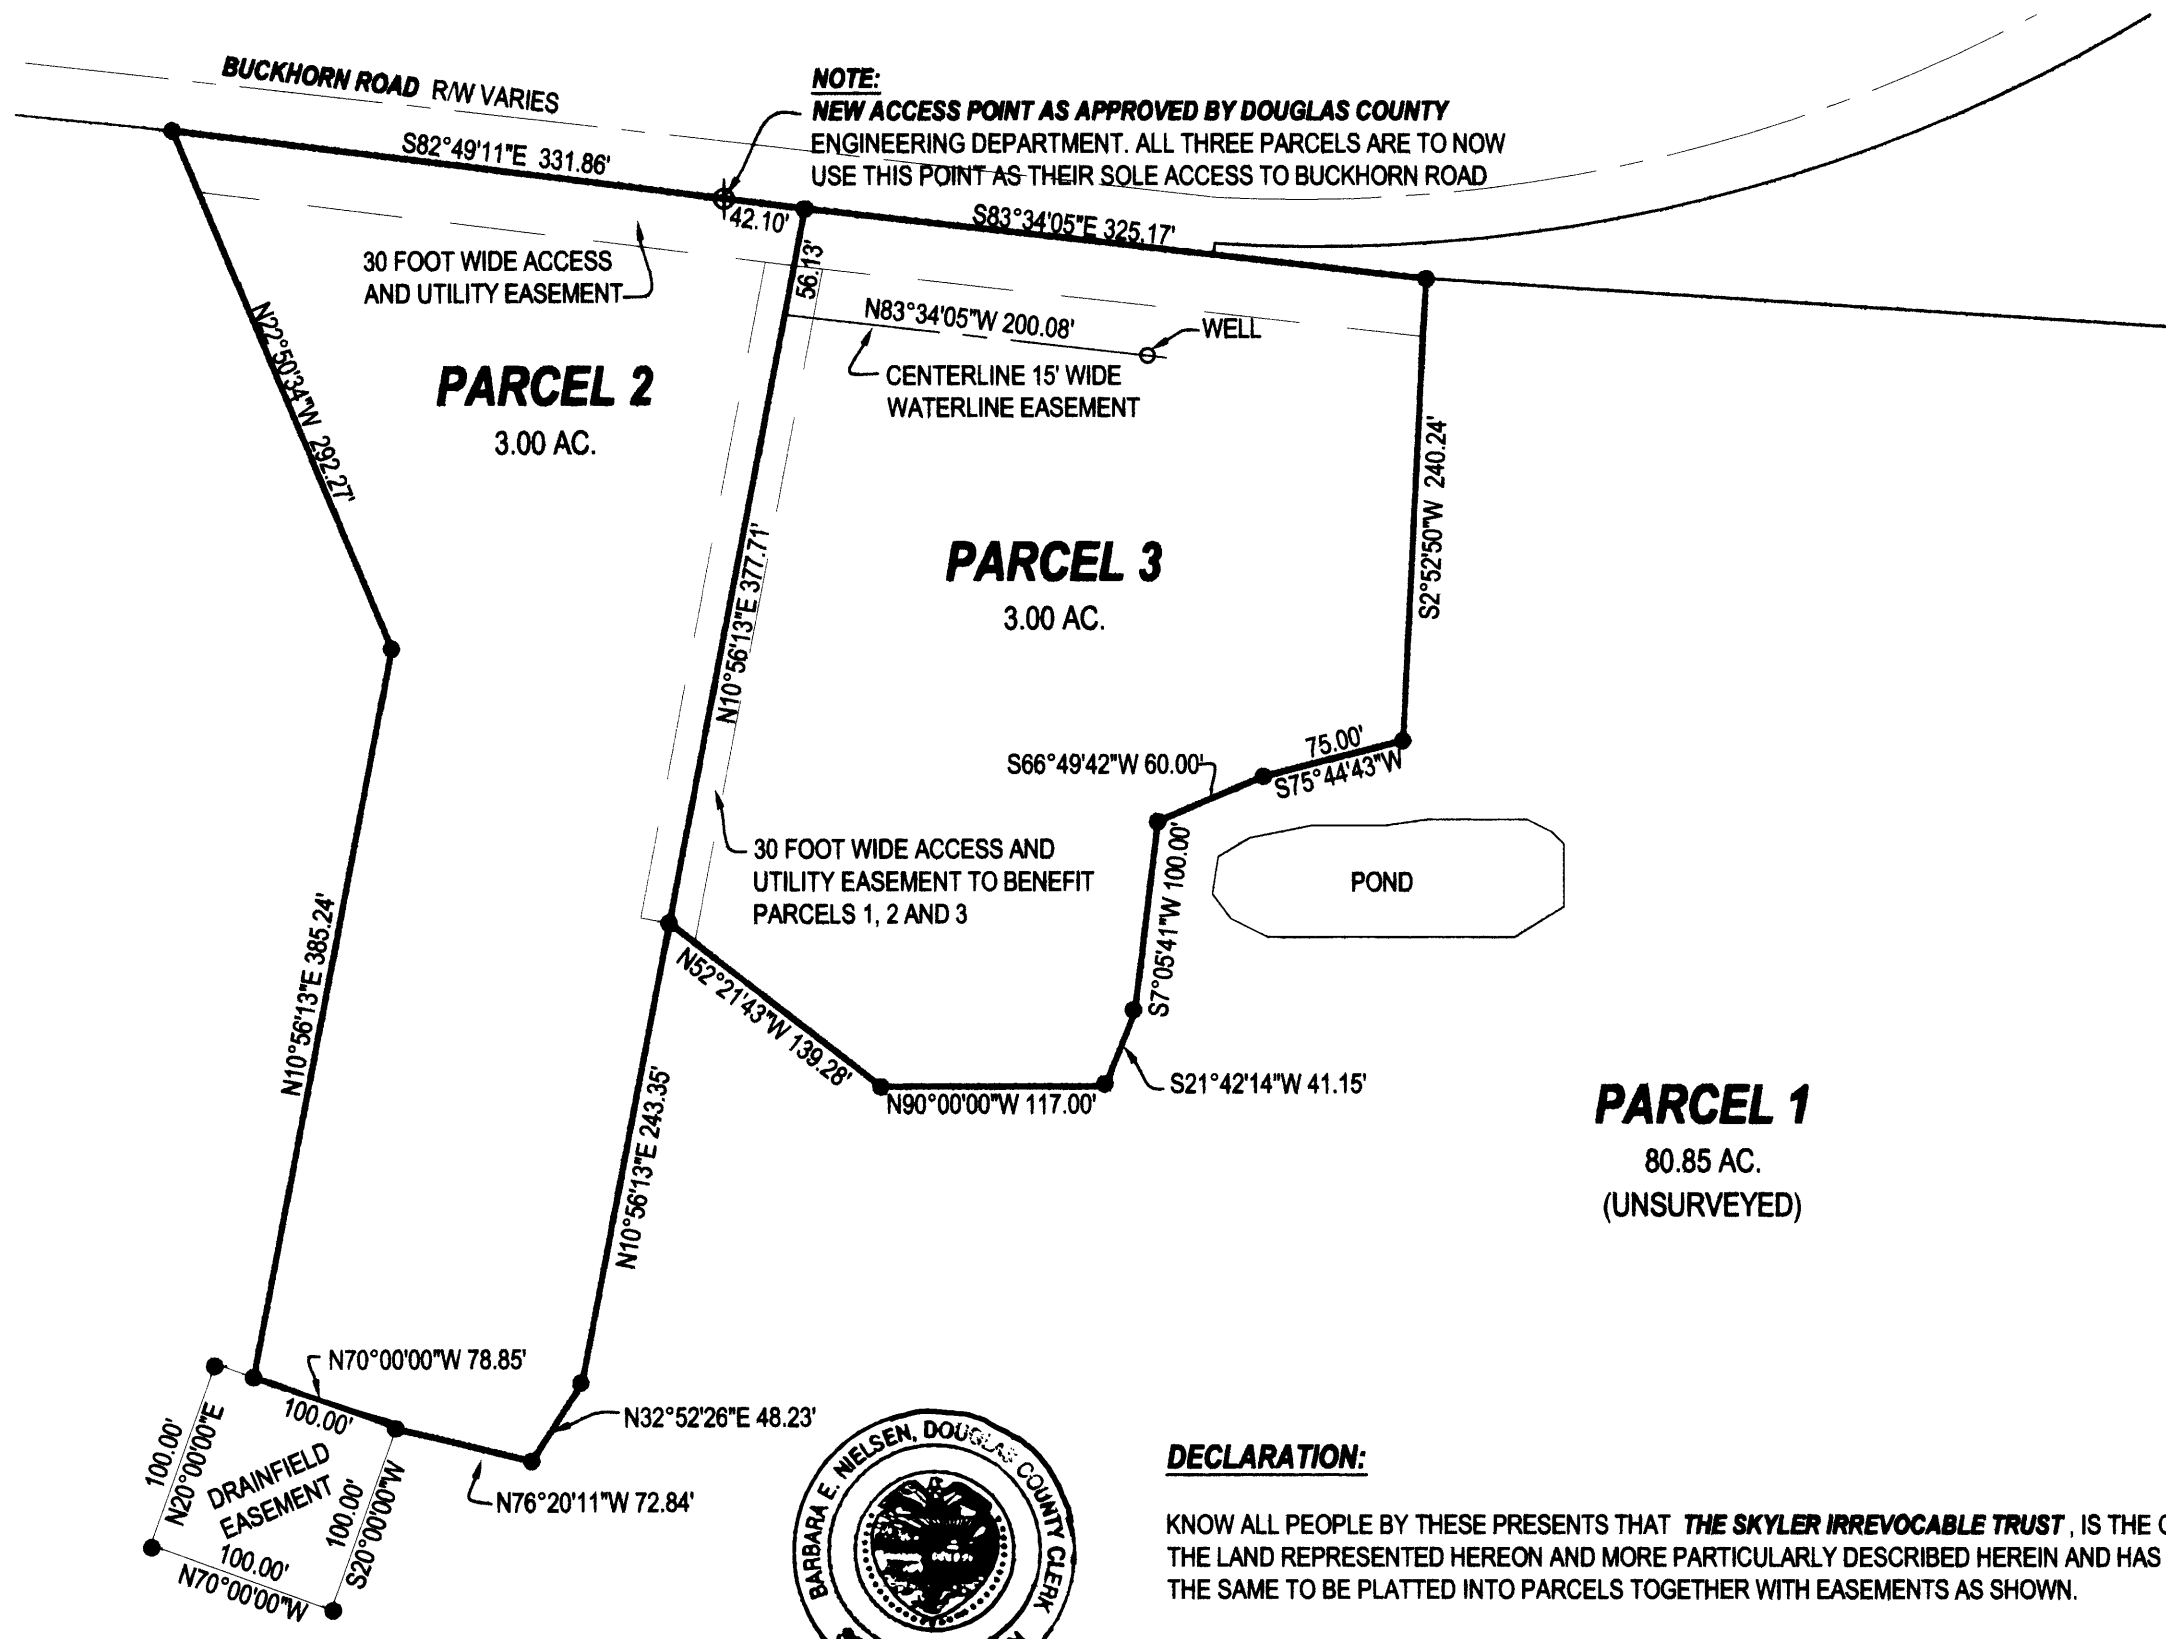 BUCKHORN ROAD R/W VARIES
NOTE:
NEW ACCESS POINT AS APPROVED BY DOUGLAS COUNTY
ENGINEERING DEPARTMENT. ALL THREE PARCELS ARE TO NOW
USE THIS POINT AS THEIR SOLE ACCESS TO BUCKHORN ROAD
S82°49'11"E 331.86'
42.10'
S83°34'05"E 325.17'
30 FOOT WIDE ACCESS
AND UTILITY EASEMENT
56.13'
N83°34'05"W 200.08'
WELL
CENTERLINE 15' WIDE
WATERLINE EASEMENT
N22°50'34"W 292.27'
PARCEL 2
3.00 AC.
N10°56'13"E 377.71'
PARCEL 3
3.00 AC.
S2°52'50"W 240.24'
75.00'
S75°44'43"W
S66°49'42"W 60.00'
30 FOOT WIDE ACCESS AND
UTILITY EASEMENT TO BENEFIT
PARCELS 1, 2 AND 3
POND
S7°05'41"W 100.00'
N52°21'43"W 139.28'
N90°00'00"W 117.00'
S21°42'14"W 41.15'
N10°56'13"E 385.24'
N10°56'13"E 243.35'
PARCEL 1
80.85 AC.
(UNSURVEYED)
N70°00'00"W 78.85'
100.00'
N32°52'26"E 48.23'
N76°20'11"W 72.84'
100.00'
N20°00'00"E
DRAINFIELD
EASEMENT
100.00'
S20°00'00"W
100.00'
N70°00'00"W
BARBARA E. NIELSEN, DOUGLAS COUNTY CLERK
DECLARATION:
KNOW ALL PEOPLE BY THESE PRESENTS THAT THE SKYLER IRREVOCABLE TRUST, IS THE
THE LAND REPRESENTED HEREON AND MORE PARTICULARLY DESCRIBED HEREIN AND HAS
THE SAME TO BE PLATTED INTO PARCELS TOGETHER WITH EASEMENTS AS SHOWN.